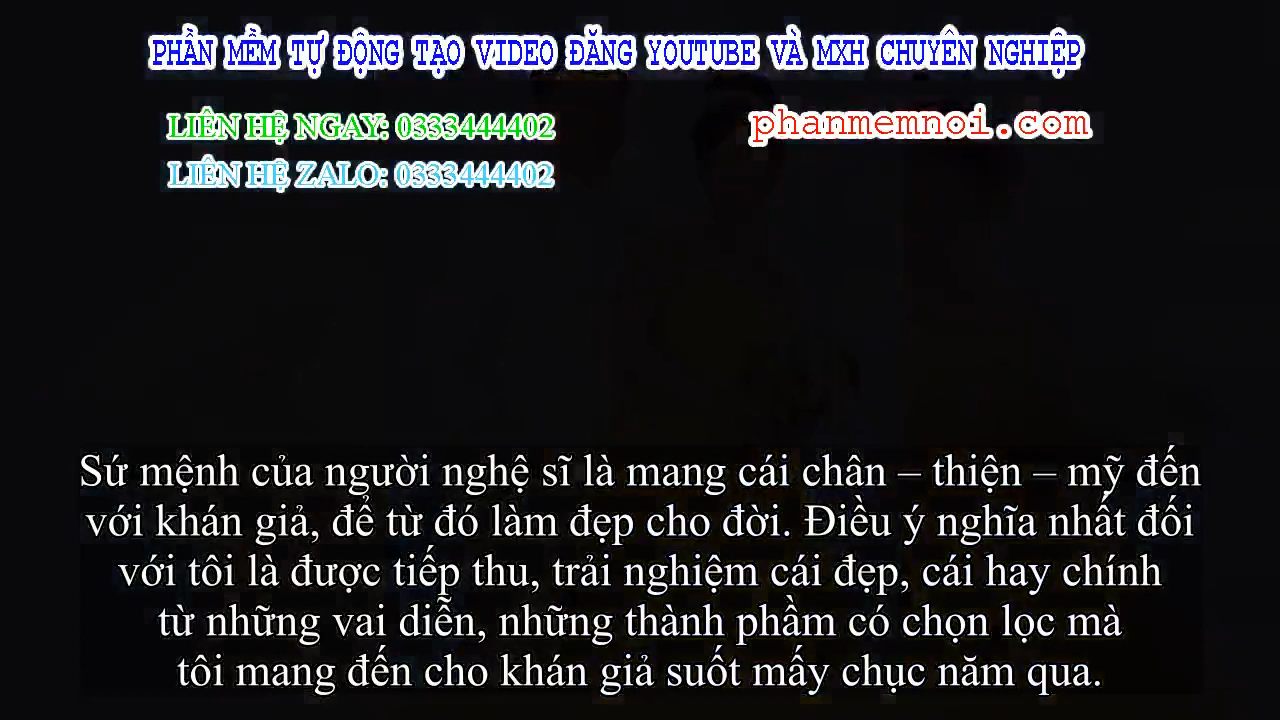 PHẦN MỀM TỰ ĐỘNG TẠO VIDEO ĐĂNG YOUTUBE VÀ MXH CHUYÊN NGHIỆP
LIÊN HỆ NGAY: 0333444402
phanmemnoi.com
LIÊN HỆ ZALO: 0333444402
Sứ mệnh của người nghệ sĩ là mang cái chân – thiện – mỹ đến
với khán giả, để từ đó làm đẹp cho đời. Điều ý nghĩa nhất đối
với tôi là được tiếp thu, trải nghiệm cái đẹp, cái hay chính
từ những vai diễn, những thành phầm có chọn lọc mà
tôi mang đến cho khán giả suốt mấy chục năm qua.